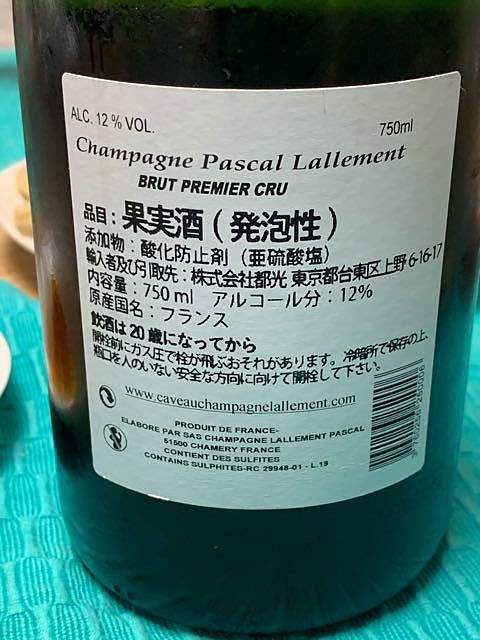 ALC. 12 % VOL.
750ml
Champagne Pascal Lallement
BRUT PREMIER CRU
品目：果実酒（発泡性）
添加物：酸化防止剤（亜硫酸塩）
輸入者及び引取先：株式会社都光 東京都台東区上野 6-16-17
内容量：750 ml アルコール分：12%
原産国名：フランス
飲酒は 20 歳になってから
開栓前にガス圧で栓が飛ぶおそれがあります。冷暗所で保存の上、
瓶口を人のいない安全な方向に向けて開栓して下さい。
www.caveauchampagnelallement.com
PRODUIT DE FRANCE-
ELABORE PAR SAS CHAMPAGNE LALLEMENT PASCAL
51500 CHAMERY FRANCE
CONTIENT DES SULFITES
CONTAINS SULPHITES-RC 29948-01 - L.19